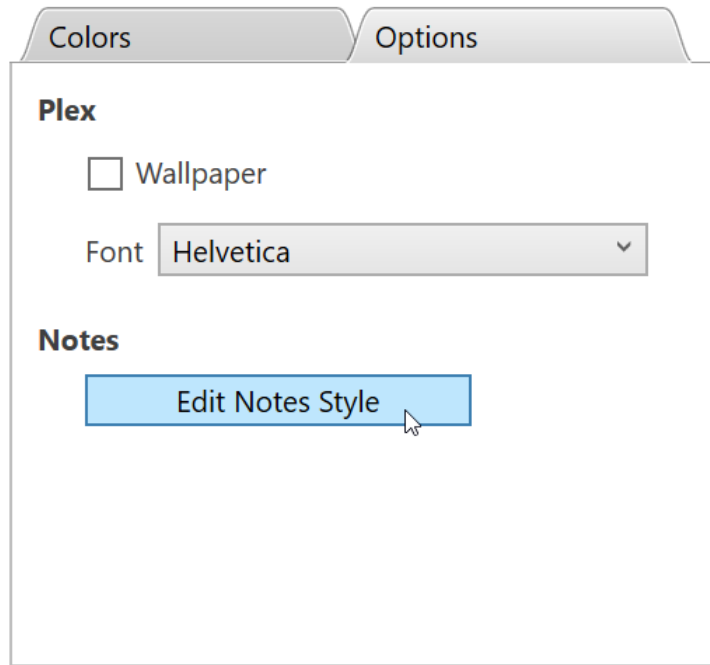 Colors Options
Plex
Wallpaper
Font Helvetica
Notes
Edit Notes Style